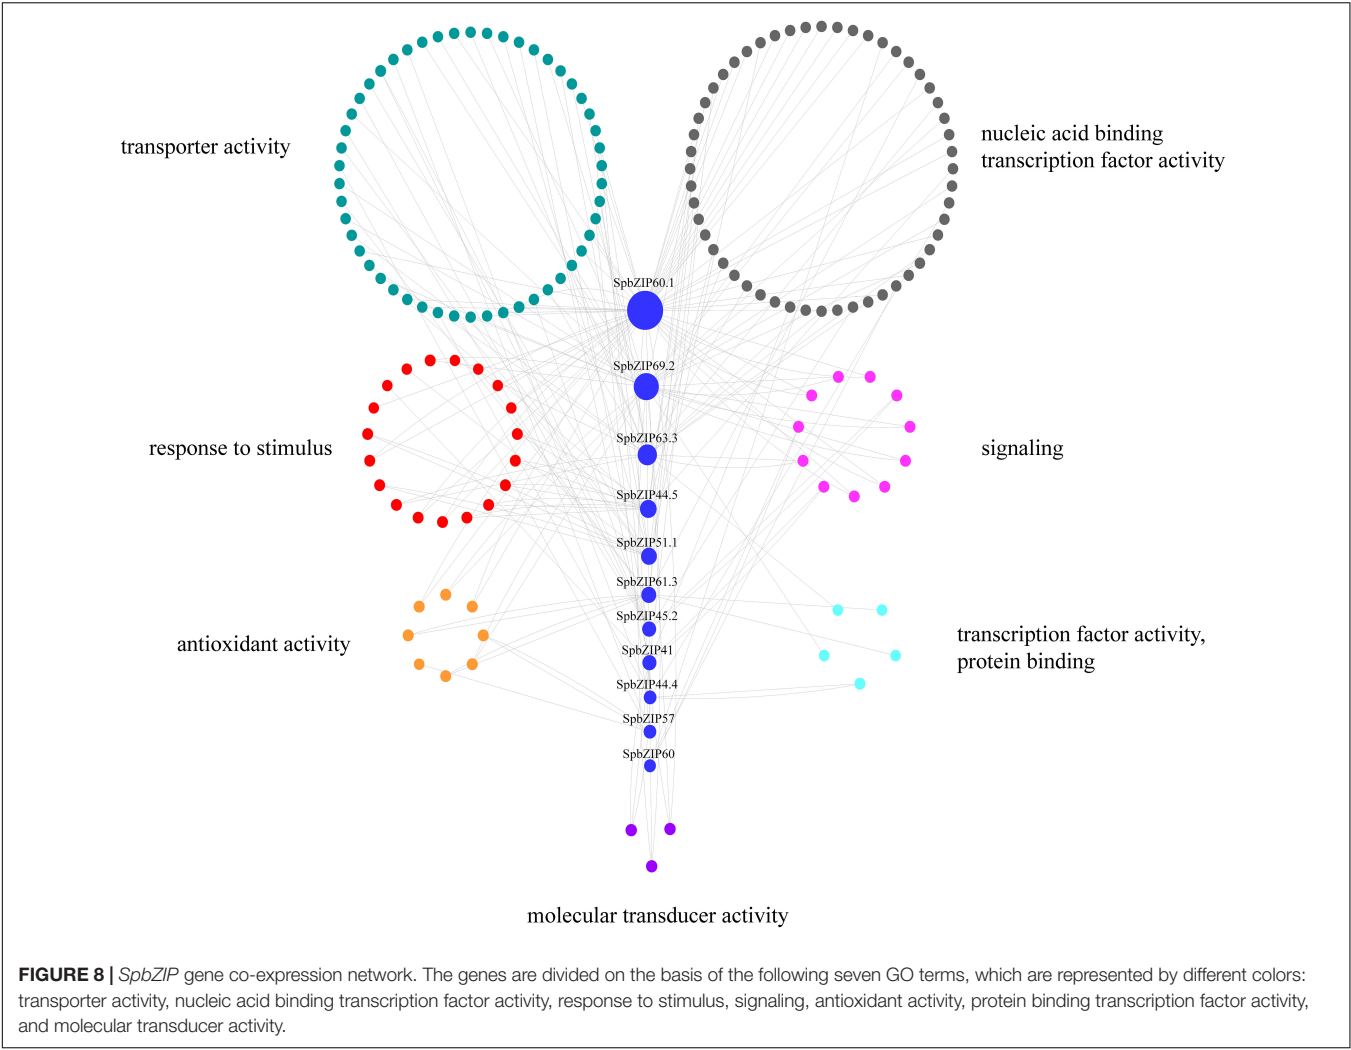 SpbZIP60.1
transporter activity
nucleic acid binding
transcription factor activity
SpbZIP69.2
SpbZIP63.3
response to stimulus
signaling
SpbZIP44.5
SpbZIP51.1
SpbZIP61.3
SpbZIP45.2
antioxidant activity
SpbZIP41
transcription factor activity,
protein binding
SpbZIP44.4
SpbZIP57
SpbZIP60
molecular transducer activity
FIGURE 8 | SpbZIP gene co-expression network. The genes are divided on the basis of the following seven GO terms, which are represented by different colors:
transporter activity, nucleic acid binding transcription factor activity, response to stimulus, signaling, antioxidant activity, protein binding transcription factor activity,
and molecular transducer activity.